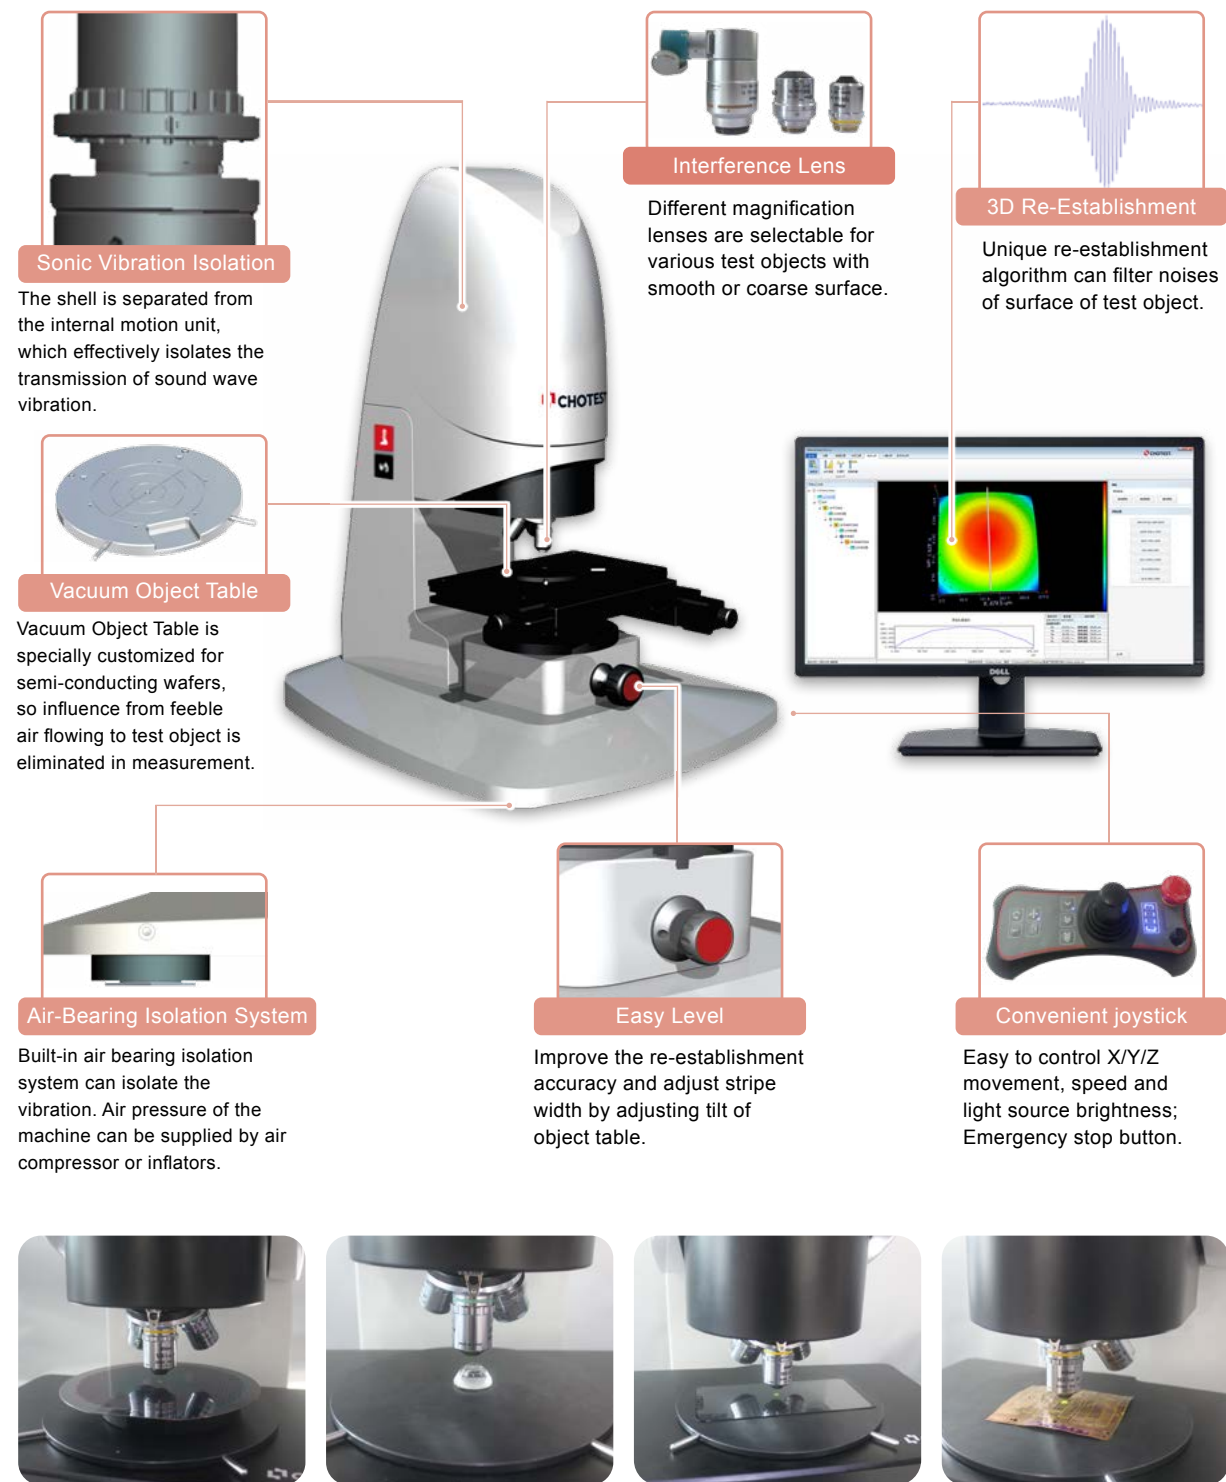 Interference Lens
Different magnification
lenses are selectable for
various test objects with
smooth or coarse surface.
3D Re-Establishment
Unique re-establishment
algorithm can filter noises
of surface of test object.
Sonic Vibration Isolation
The shell is separated from
the internal motion unit,
which effectively isolates the
transmission of sound wave
vibration.
CHOTEST
CHOTEST
DELL
Vacuum Object Table
Vacuum Object Table is
specially customized for
semi-conducting wafers,
so influence from feeble
air flowing to test object is
eliminated in measurement.
Air-Bearing Isolation System
Built-in air bearing isolation
system can isolate the
vibration. Air pressure of the
machine can be supplied by air
compressor or inflators.
Easy Level
Improve the re-establishment
accuracy and adjust stripe
width by adjusting tilt of
object table.
Convenient joystick
Easy to control X/Y/Z
movement, speed and
light source brightness;
Emergency stop button.